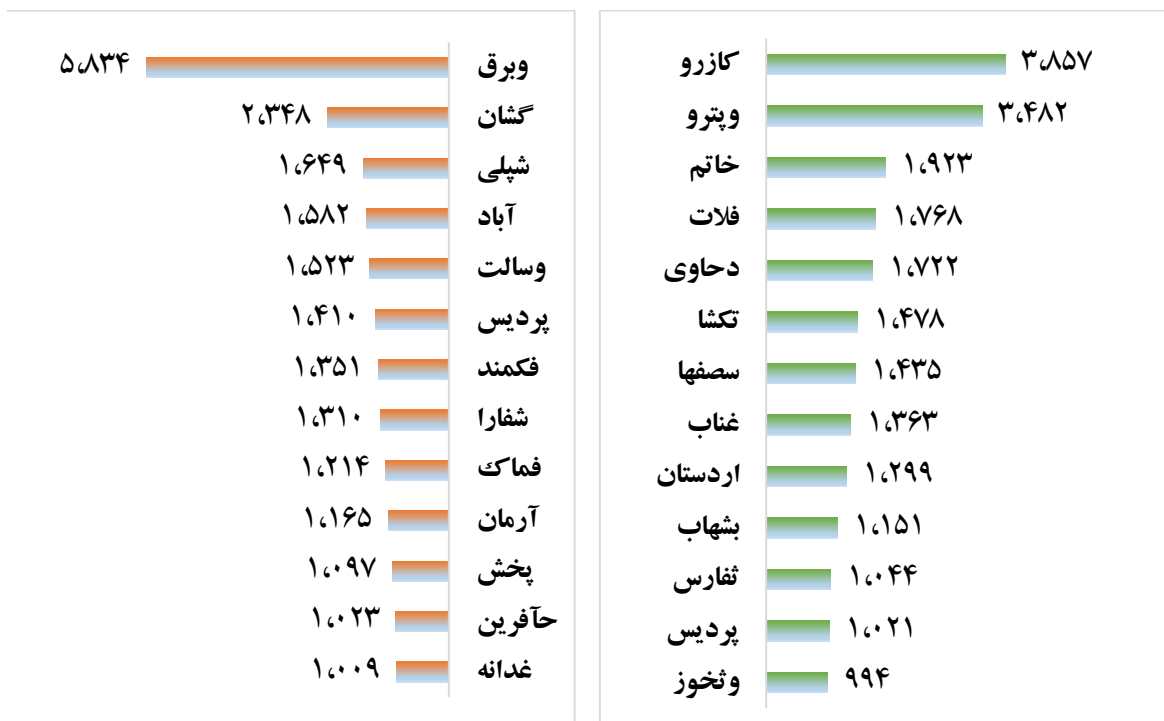 کازرو ۳،۸۵۷
وپترو ۳،۴۸۲
خاتم ۱،۹۲۳
فلات ۱،۷۶۸
دحاوی ۱،۷۲۲
تکشا ۱،۴۷۸
سصفها ۱،۴۳۵
غناب ۱،۳۶۳
اردستان ۱،۲۹۹
بشهاب ۱،۱۵۱
ثفارس ۱،۰۴۴
پردیس ۱،۰۲۱
وثخوز ۹۹۴
وبرق ۵،۸۳۴
گشان ۲،۳۴۸
شپلی ۱،۶۴۹
آباد ۱،۵۸۲
وسالت ۱،۵۲۳
پردیس ۱،۴۱۰
فکمند ۱،۳۵۱
شفارا ۱،۳۱۰
فماک ۱،۲۱۴
آرمان ۱،۱۶۵
پخش ۱،۰۹۷
حآفرین ۱،۰۲۳
غدانه ۱،۰۰۹